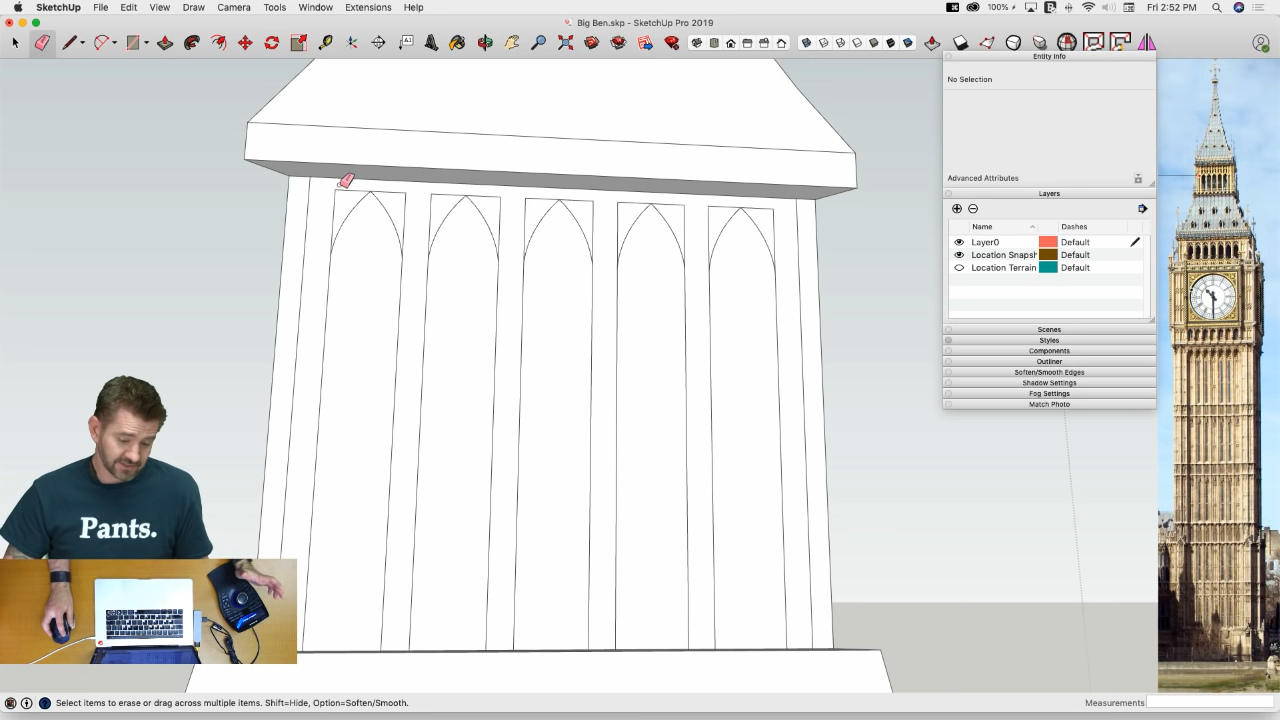 SketchUp File Edit View Draw Camera Tools Window Extensions Help 100% Fri 2:52 PM
Big Ben.skp - SketchUp Pro 2019
Entity Info
No Selection
Advanced Attributes
Layers
Name Dashes
Layer0 Default
Location Snapsh Default
Location Terrain Default
Scenes
Styles
Components
Outliner
Soften/Smooth Edges
Shadow Settings
Fog Settings
Match Photo
Pants.
Select items to erase or drag across multiple items. Shift=Hide, Option=Soften/Smooth.
Measurements